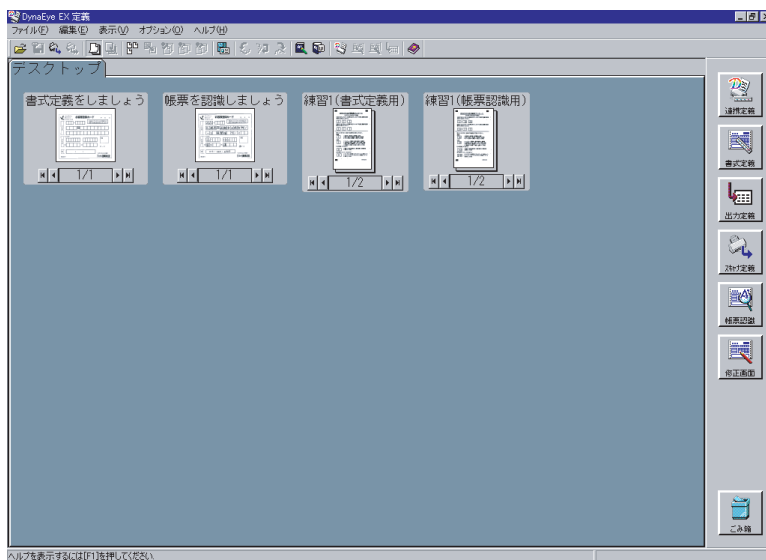 DynaEye EX 定義
ファイル(F) 編集(E) 表示(V) オプション(O) ヘルプ(H)
デスクトップ
書式定義をしましょう
帳票を認識しましょう
練習1(書式定義用)
練習1(帳票認識用)
1/1
1/1
1/2
1/2
連携定義
書式定義
出力定義
スキャナ定義
帳票認識
修正画面
ごみ箱
ヘルプを表示するには[F1]を押してください